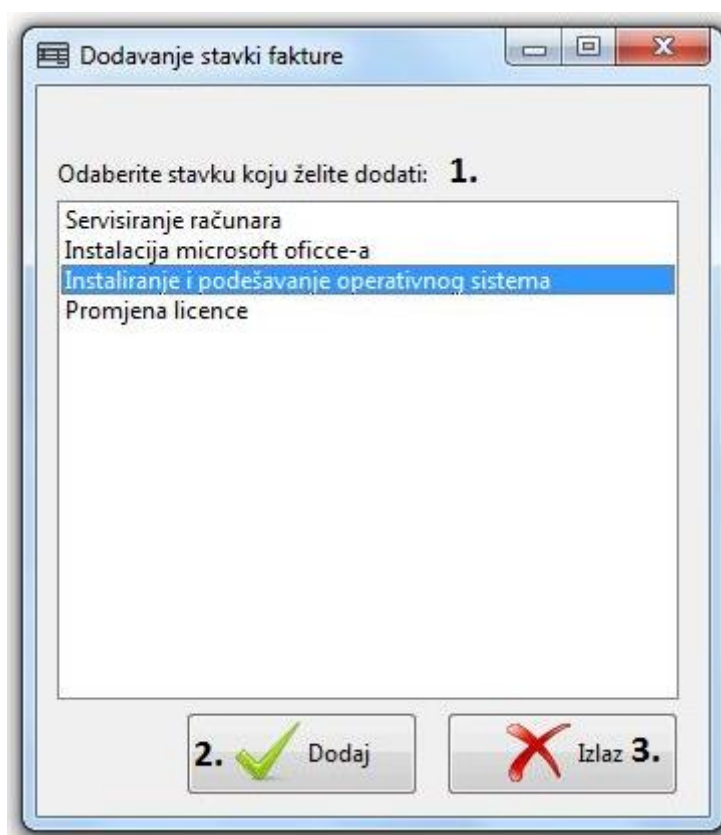 Dodavanje stavki fakture
Odaberite stavku koju želite dodati: 1.
Servisiranje računara
Instalacija microsoft oficce-a
Instaliranje i podešavanje operativnog sistema
Promjena licence
2. Dodaj
Izlaz 3.